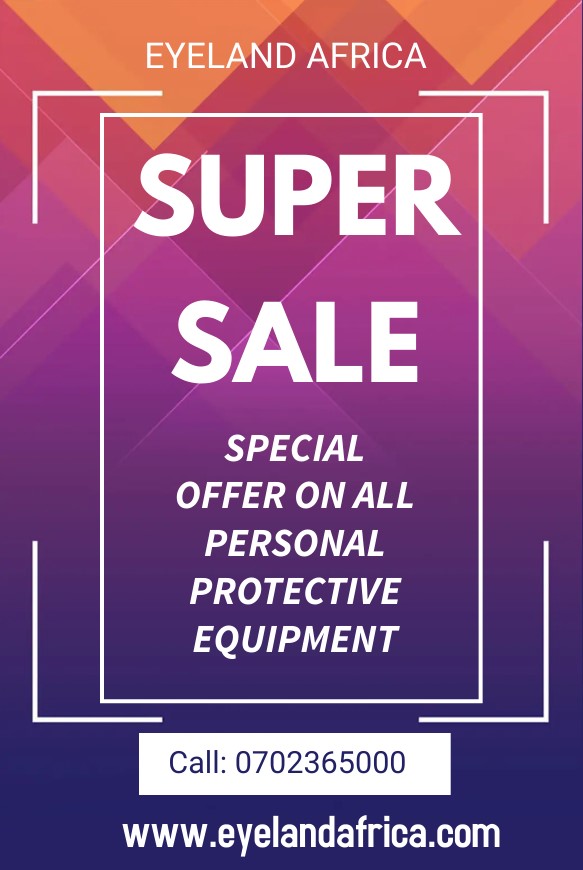 EYELAND AFRICA
SUPER
SALE
SPECIAL
OFFER ON ALL
PERSONAL
PROTECTIVE
EQUIPMENT
Call: 0702365000
www.eyelandafrica.com